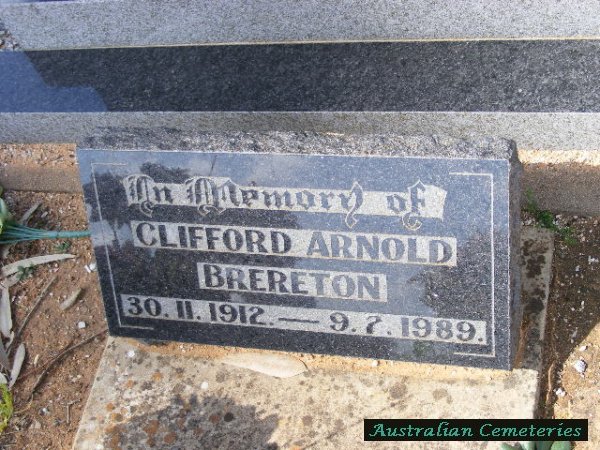 In Memory of
CLIFFORD ARNOLD
BRERETON
30.11.1912.—9.7.1989.
Australian Cemeteries